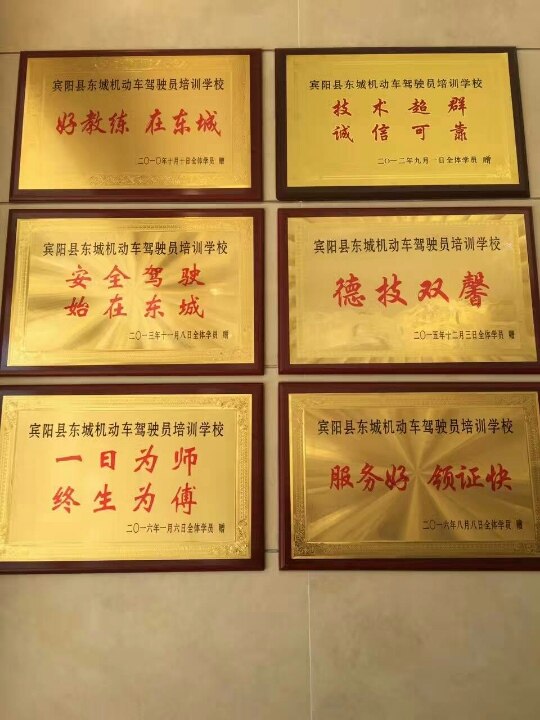 宾阳县东城机动车驾驶员培训学校
好教练 在东城
二〇一〇年十月十日全体学员 赠
宾阳县东城机动车驾驶员培训学校
技术超群
诚信可靠
二〇一二年九月一日全体学员 赠
宾阳县东城机动车驾驶员培训学校
安全驾驶
始在东城
二〇一三年十一月八日全体学员 赠
宾阳县东城机动车驾驶员培训学校
德技双馨
二〇一五年十二月三日全体学员 赠
宾阳县东城机动车驾驶员培训学校
一日为师
终生为傅
二〇一六年一月六日全体学员 赠
宾阳县东城机动车驾驶员培训学校
服务好 领证快
二〇一六年八月八日全体学员 赠